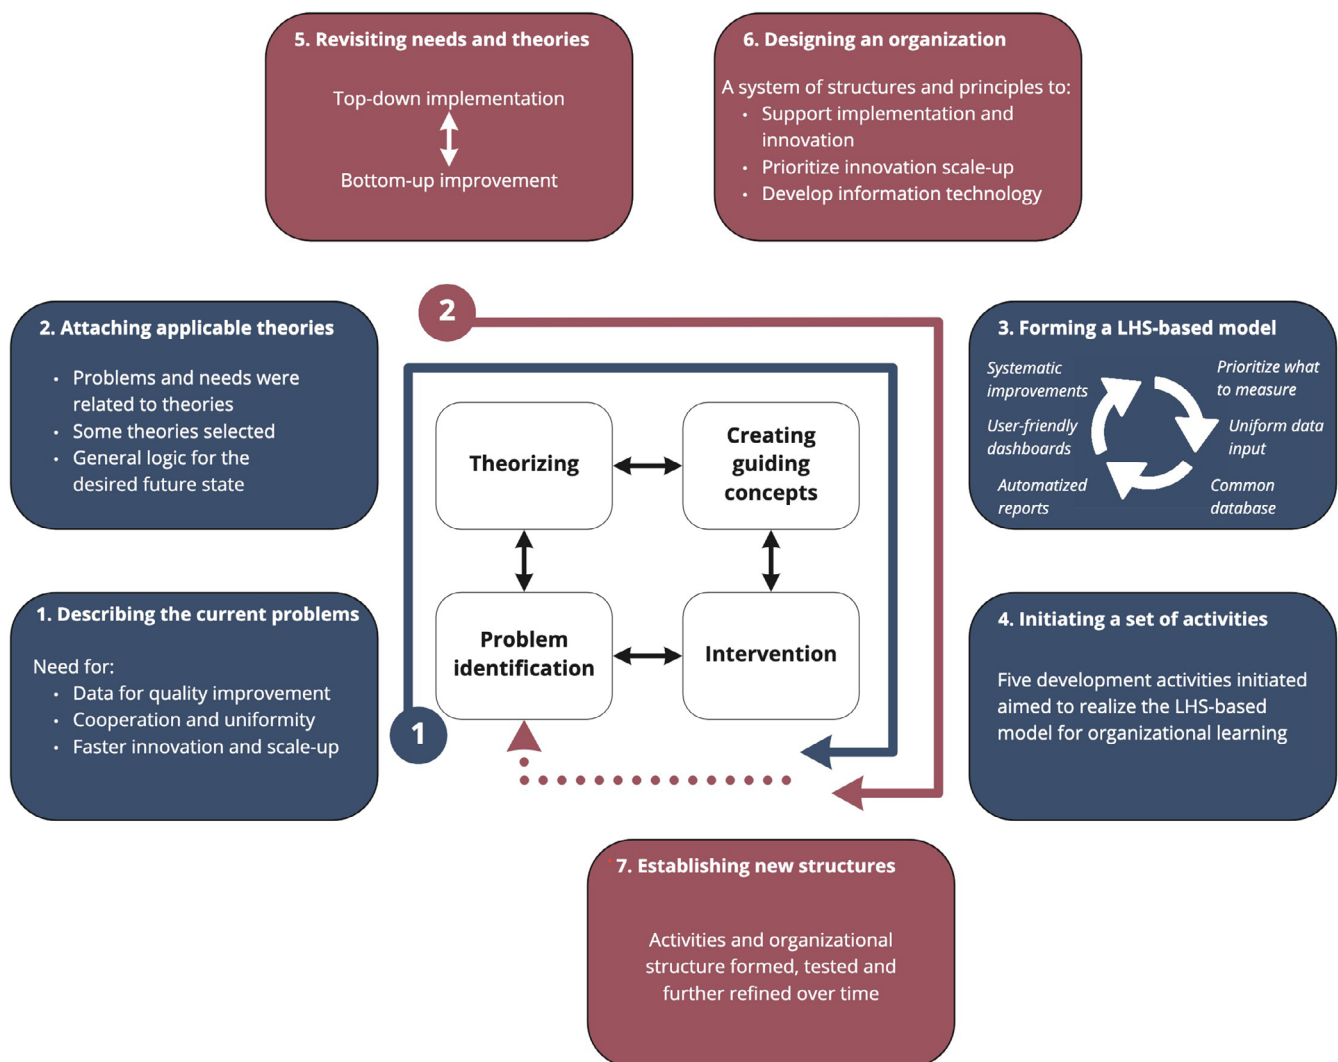 5. Revisiting needs and theories
Top-down implementation
Bottom-up improvement
6. Designing an organization
A system of structures and principles to:
• Support implementation and
innovation
• Prioritize innovation scale-up
• Develop information technology
2. Attaching applicable theories
• Problems and needs were
related to theories
• Some theories selected
• General logic for the
desired future state
1. Describing the current problems
Need for:
• Data for quality improvement
• Cooperation and uniformity
• Faster innovation and scale-up
2
1
Theorizing
Creating
guiding
concepts
Problem
identification
Intervention
3. Forming a LHS-based model
Systematic
improvements
Prioritize what
to measure
User-friendly
dashboards
Uniform data
input
Automatized
reports
Common
database
4. Initiating a set of activities
Five development activities initiated
aimed to realize the LHS-based
model for organizational learning
7. Establishing new structures
Activities and organizational
structure formed, tested and
further refined over time